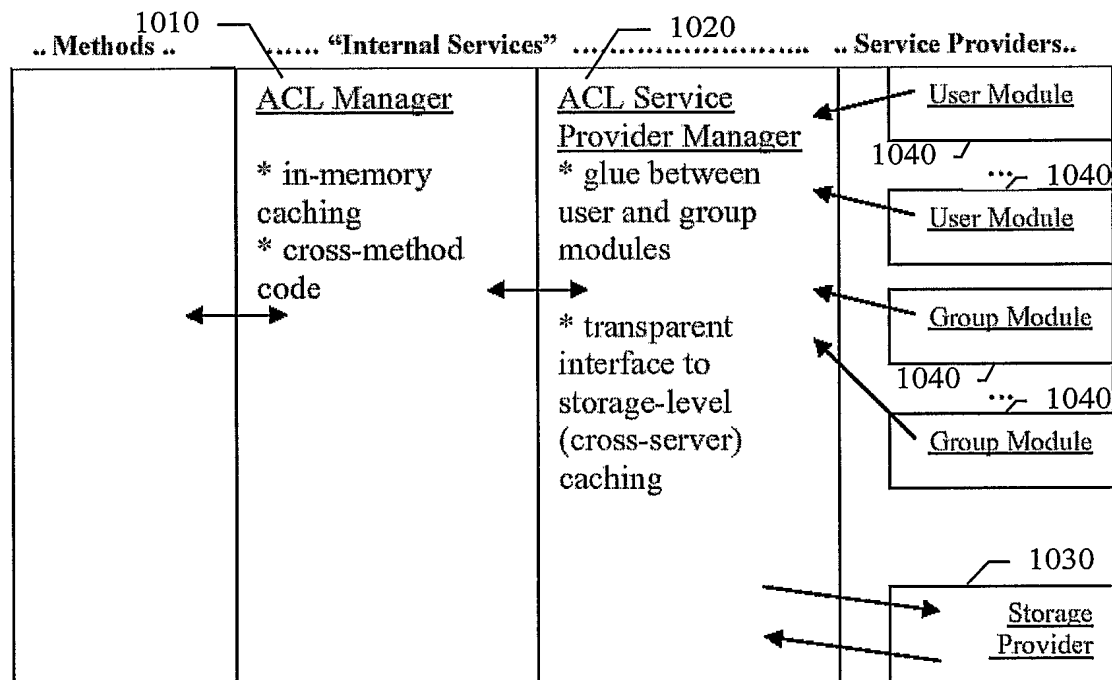 1010
1020
.. Methods .. ...... “Internal Services” ........................ .. Service Providers..
ACL Manager
* in-memory
caching
* cross-method
code
ACL Service
Provider Manager
* glue between
user and group
modules
* transparent
interface to
storage-level
(cross-server)
caching
User Module
1040
... 1040
User Module
Group Module
1040
... 1040
Group Module
1030
Storage
Provider